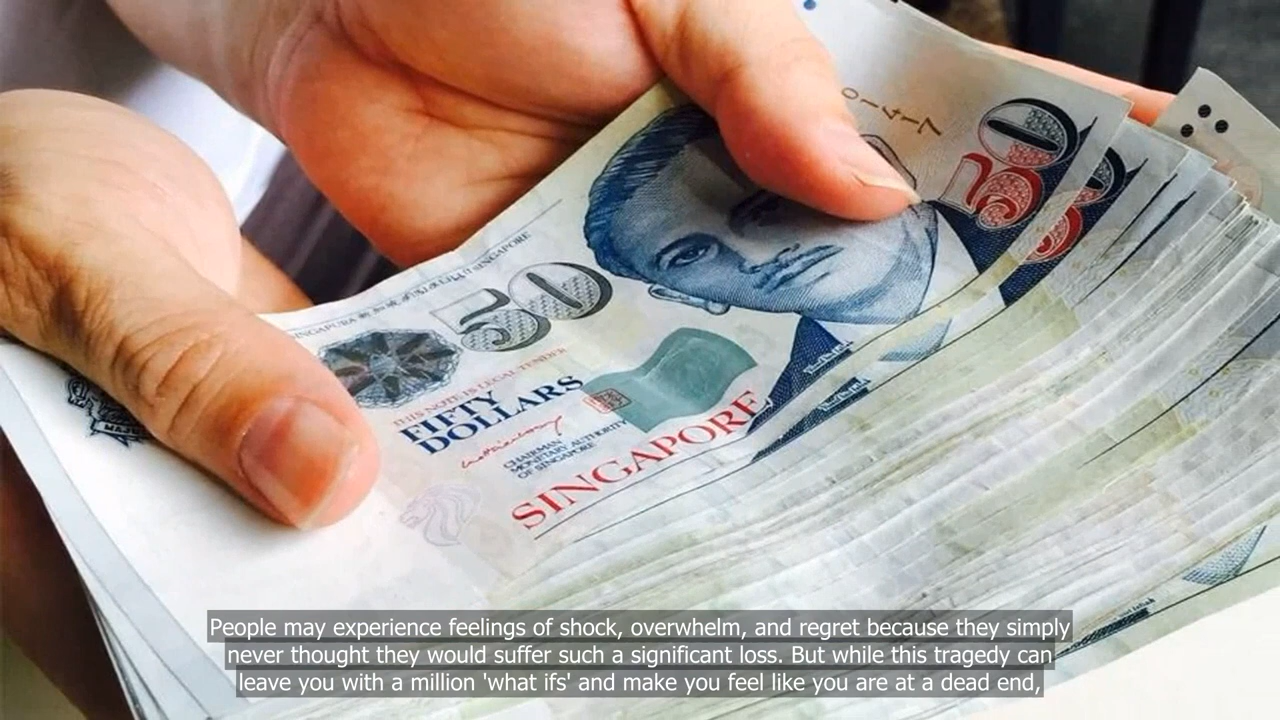 SINGAPORE
50
50
50
THIS NOTE IS LEGAL TENDER
FIFTY
DOLLARS
CHAIRMAN
MONETARY AUTHORITY
OF SINGAPORE
SINGAPORE
People may experience feelings of shock, overwhelm, and regret because they simply
never thought they would suffer such a significant loss. But while this tragedy can
leave you with a million 'what ifs' and make you feel like you are at a dead end,